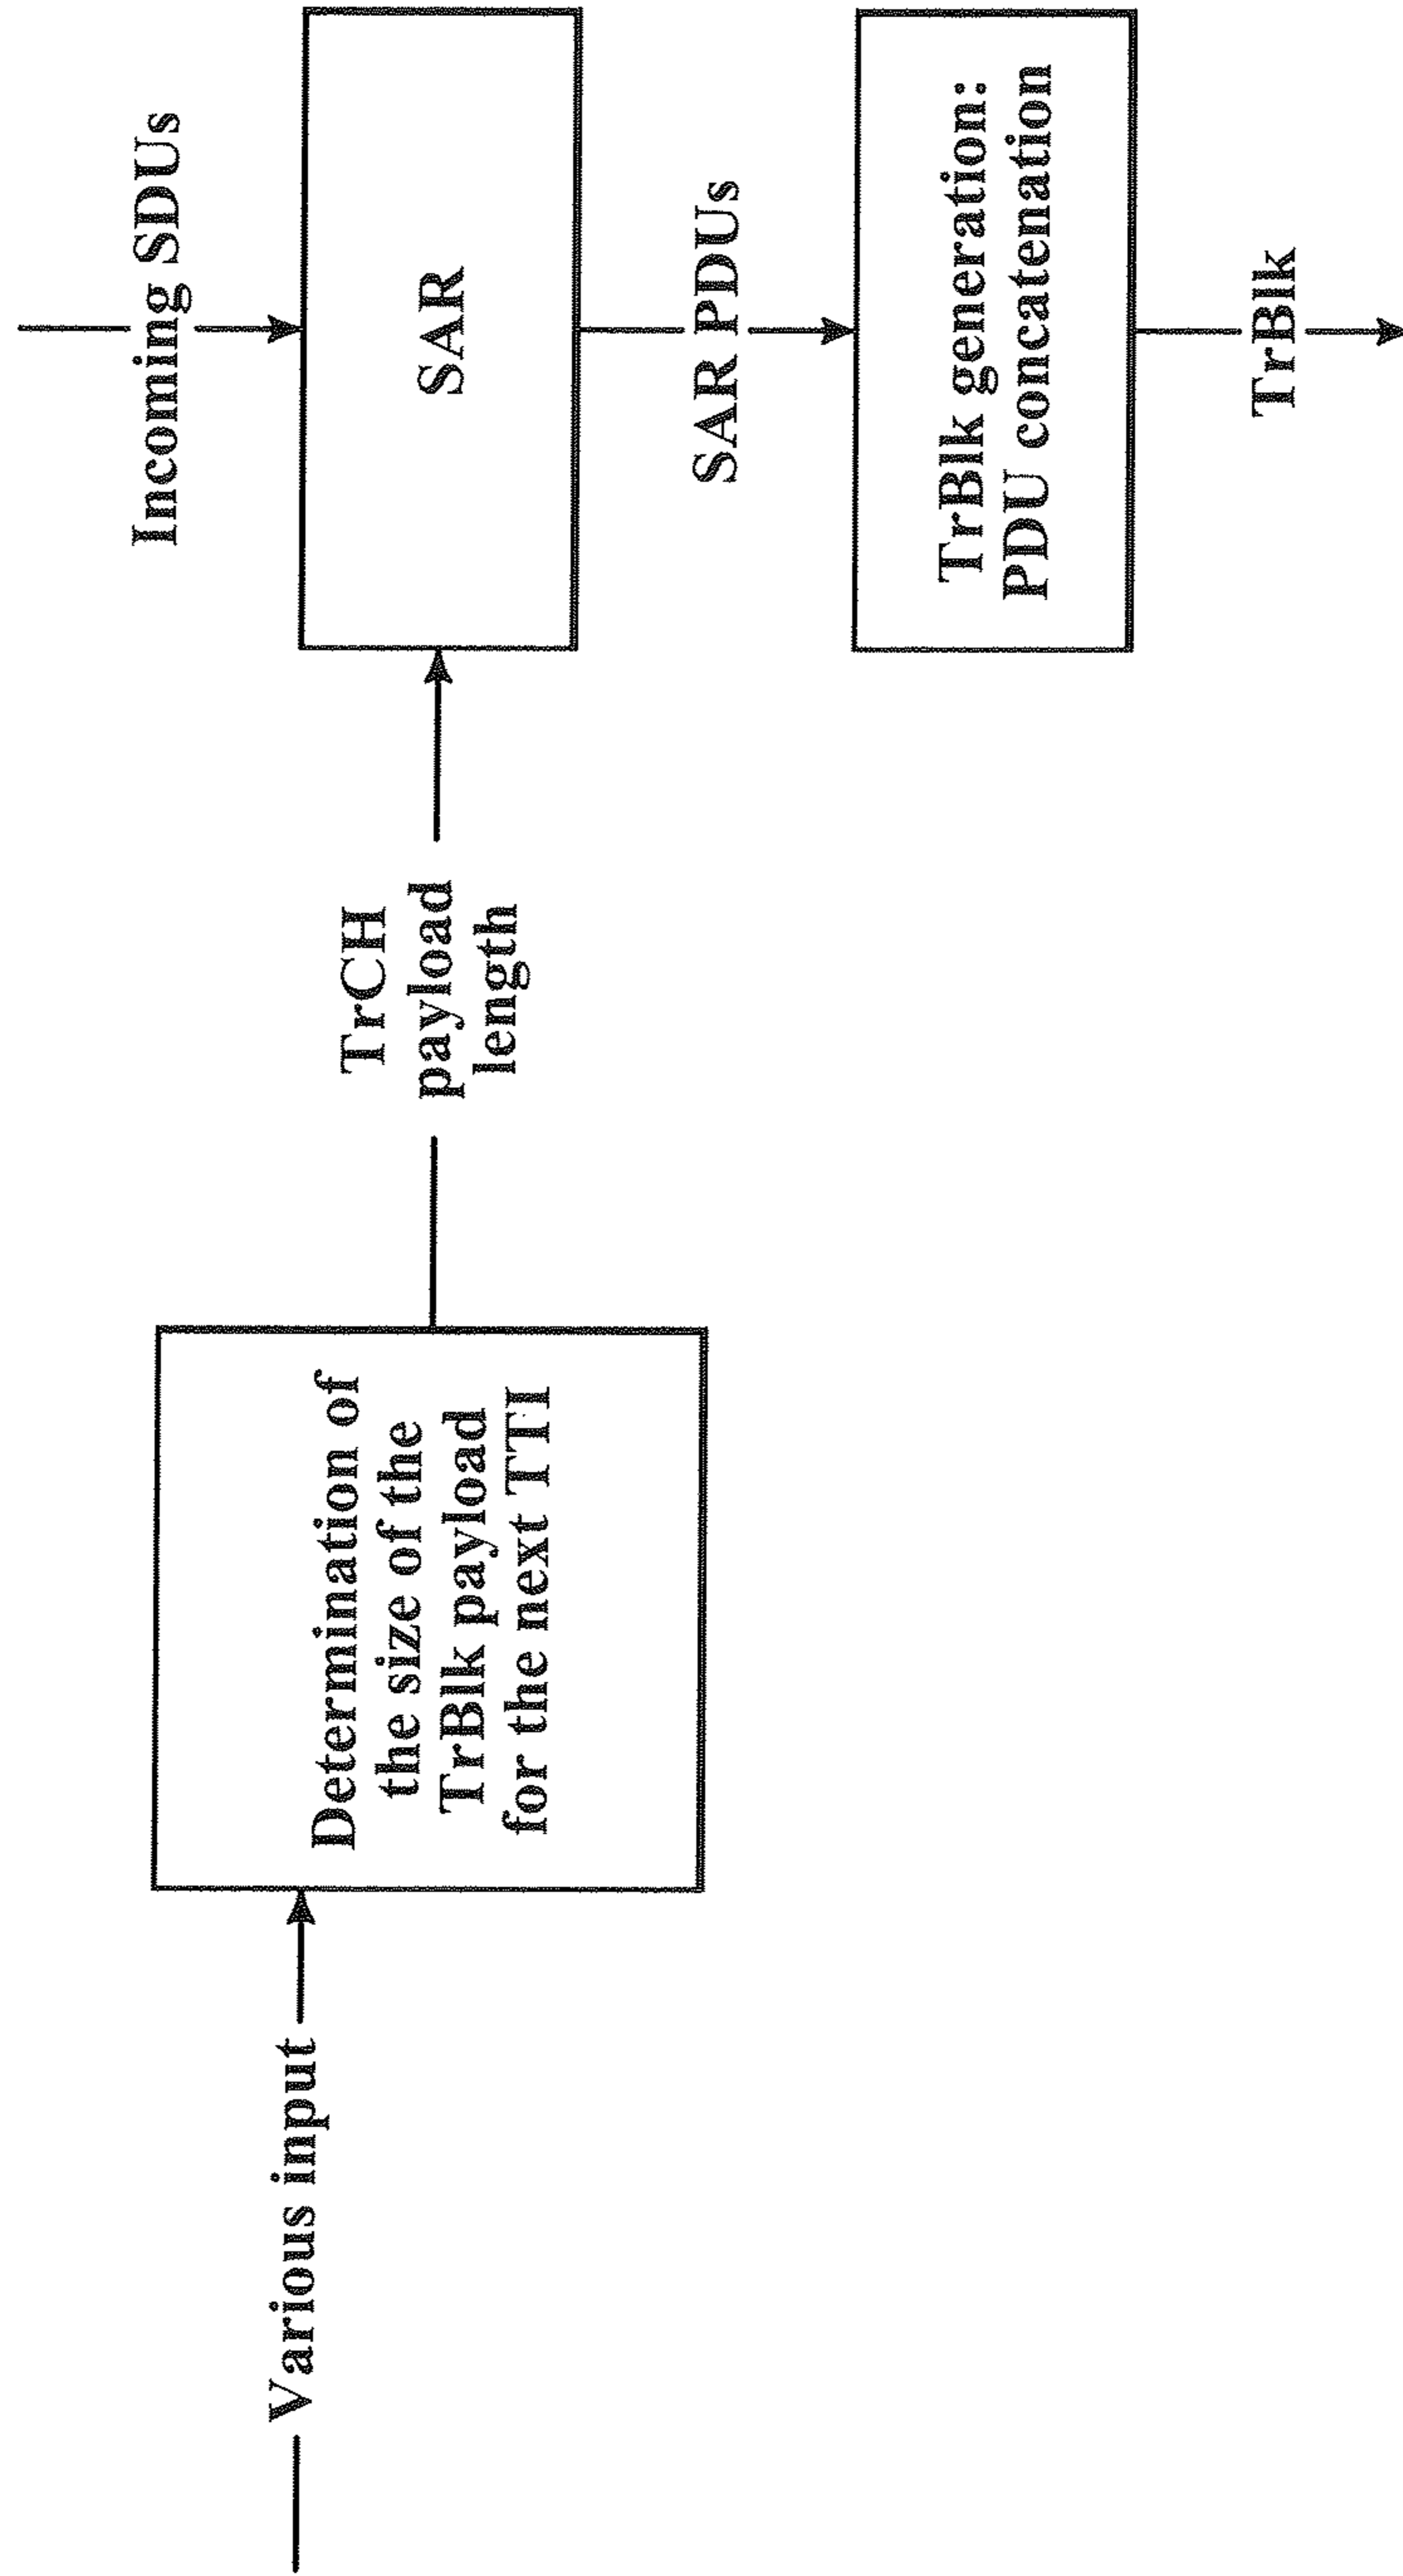 Various input
Determination of
the size of the
TrBlk payload
for the next TTI
TrCH
payload
length
Incoming SDUs
SAR
SAR PDUs
TrBlk generation:
PDU concatenation
TrBlk